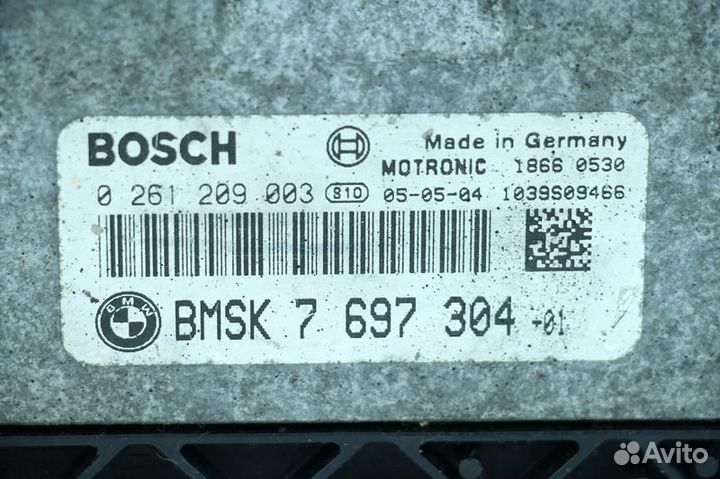 BOSCH
Made in Germany
MOTRONIC 1866 0530
0 261 209 003 S10 05-05-04 1039S09466
BMW
BMSK 7 697 304 -01
Avito